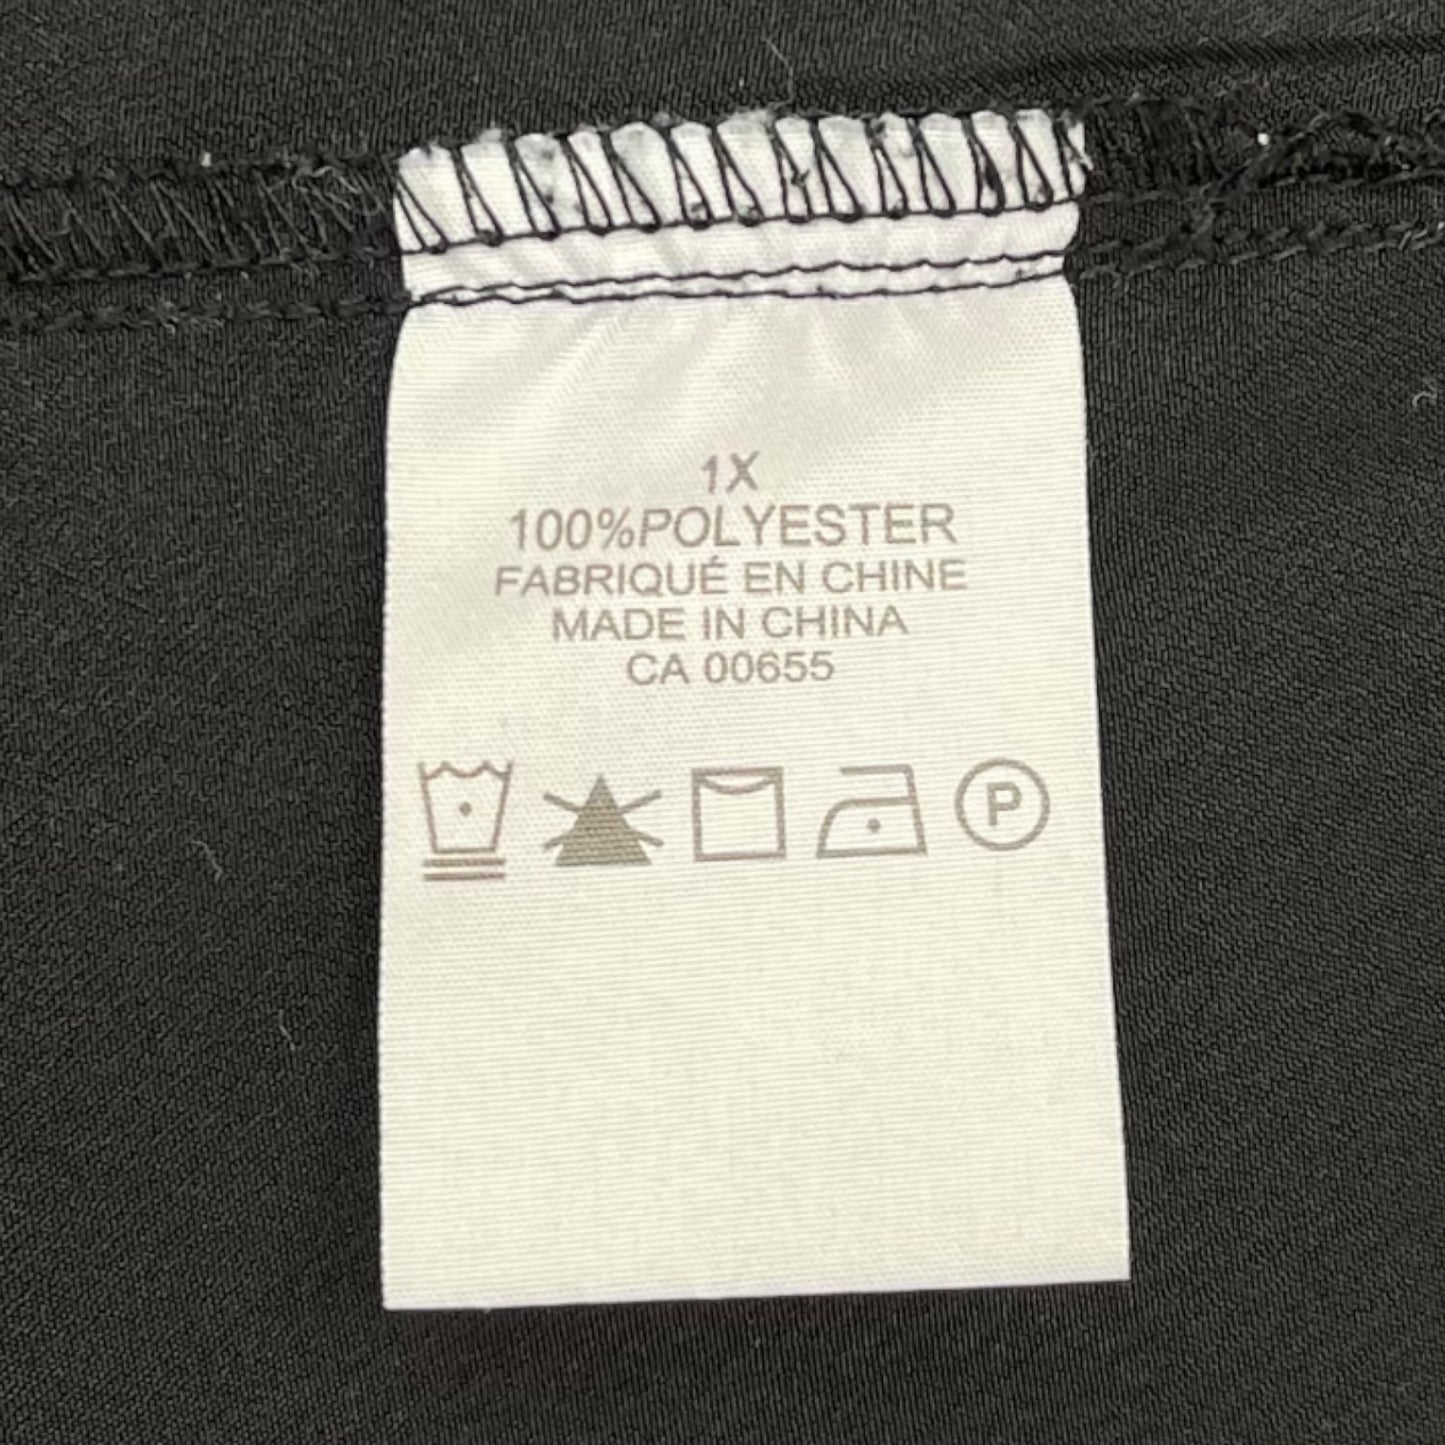 1X
100%POLYESTER
FABRIQUÉ EN CHINE
MADE IN CHINA
CA 00655
P